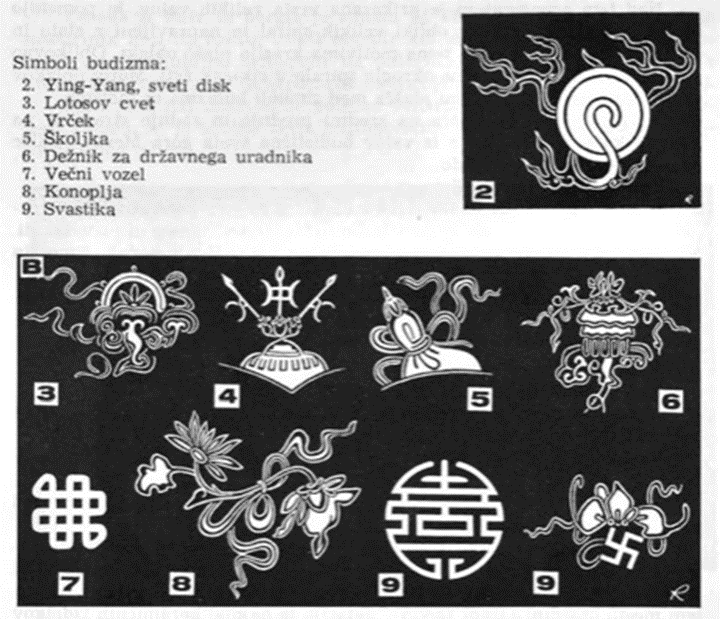 Simboli budizma:
2. Ying-Yang, sveti disk
3. Lotosov cvet
4. Vrček
5. Školjka
6. Dežnik za državnega uradnika
7. Večni vozel
8. Konoplja
9. Svastika
2
B
3
4
5
6
7
8
9
9
R